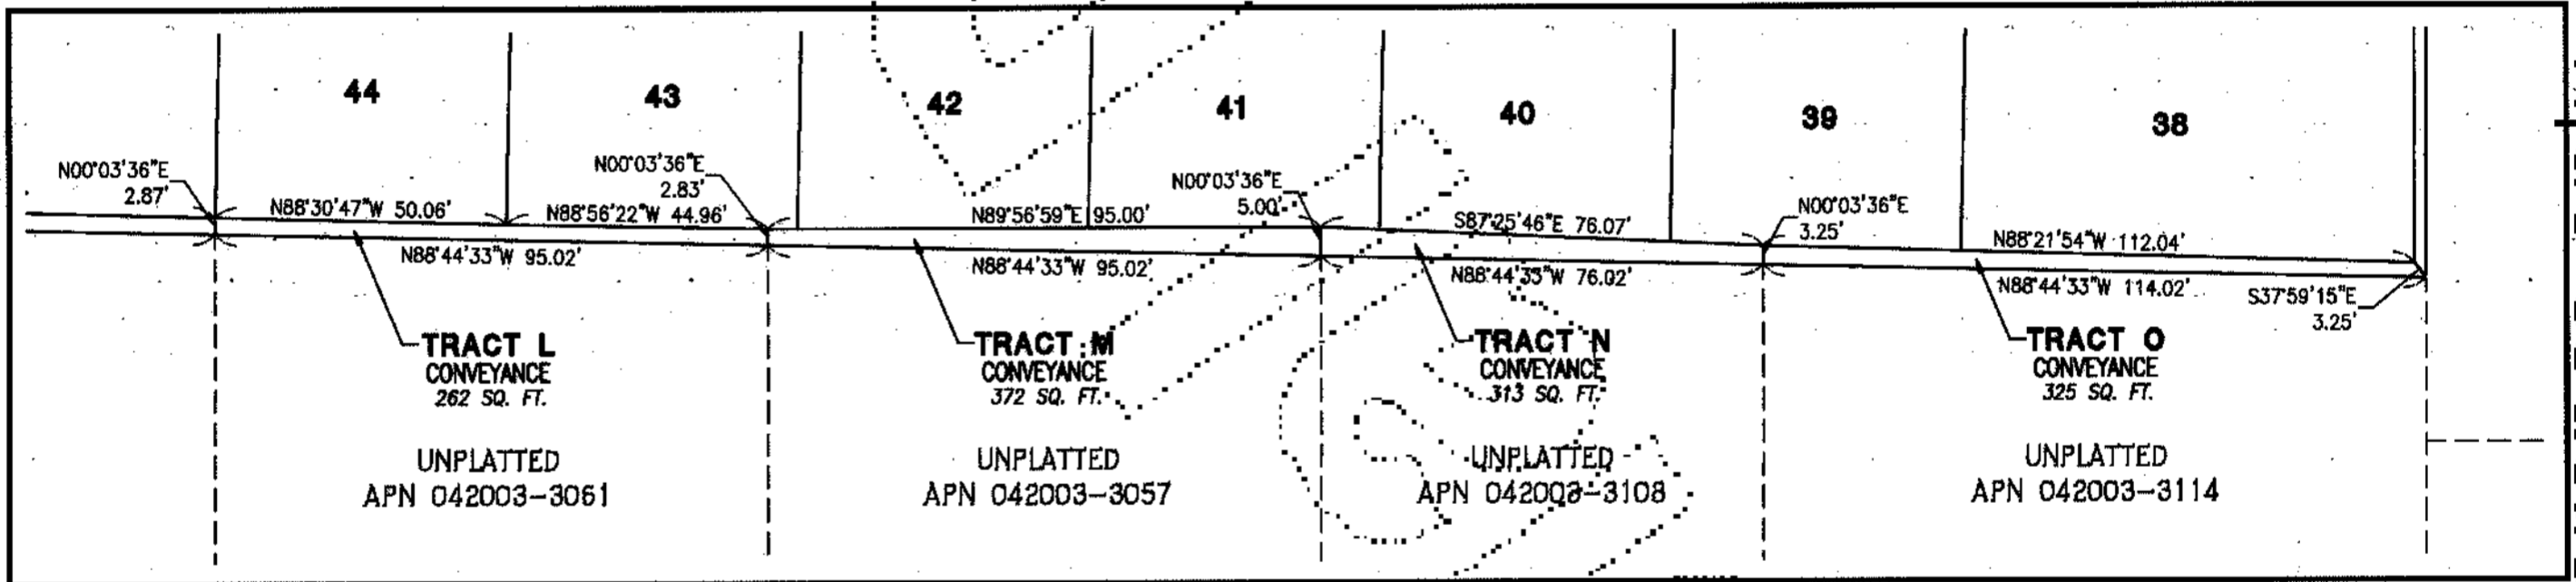 44
43
42
41
40
39
38
N00°03'36"E
2.87'
N88°30'47"W 50.06'
N88°44'33"W 95.02'
N00°03'36"E
2.83'
N88°56'22"W 44.96'
N89°56'59"E 95.00'
N88°44'33"W 95.02'
N00°03'36"E
5.00'
S87°25'46"E 76.07'
N88°44'33"W 76.02'
N00°03'36"E
3.25'
N88°21'54"W 112.04'
N88°44'33"W 114.02'
S37°59'15"E
3.25'
TRACT L
CONVEYANCE
262 SQ. FT.
TRACT M
CONVEYANCE
372 SQ. FT.
TRACT N
CONVEYANCE
313 SQ. FT.
TRACT O
CONVEYANCE
325 SQ. FT.
UNPLATTED
APN 042003-3061
UNPLATTED
APN 042003-3057
UNPLATTED
APN 042003-3108
UNPLATTED
APN 042003-3114